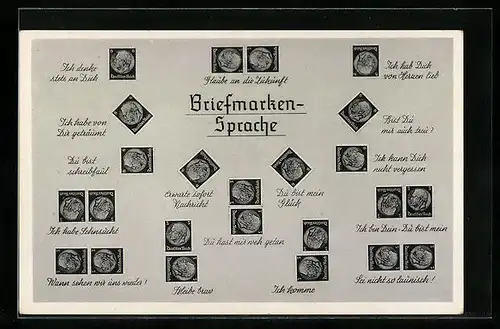 Ich denke
stets an Dich
Glaube an die Zukunft
Ich hab Dich
von Herzen lieb
Briefmarken-
Sprache
Ich habe von
Dir geträumt
Bist Du
mir auch treu?
Du bist
schreibfaul
Ich kann Dich
nicht vergessen
Erwarte sofort
Nachricht
Du bist mein
Glück
Ich habe Sehnsucht
Du hast mir weh getan
Ich bin Dein - Du bist mein
Wann sehen wir uns wieder?
Bleibe brav
Ich komme
Sei nicht so launisch!